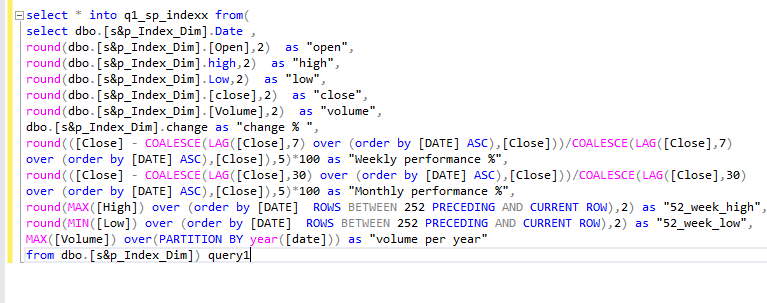 select * into q1_sp_indexx from(
select dbo.[s&p_Index_Dim].Date ,
round(dbo.[s&p_Index_Dim].[Open],2)  as "open",
round(dbo.[s&p_Index_Dim].high,2)  as "high",
round(dbo.[s&p_Index_Dim].Low,2)  as "low",
round(dbo.[s&p_Index_Dim].[close],2)  as "close",
round(dbo.[s&p_Index_Dim].[Volume],2)  as "volume",
dbo.[s&p_Index_Dim].change as "change % ",
round(([Close] - COALESCE(LAG([Close],7) over (order by [DATE] ASC),[Close]))/COALESCE(LAG([Close],7)
over (order by [DATE] ASC),[Close]),5)*100 as "Weekly performance %",
round(([Close] - COALESCE(LAG([Close],30) over (order by [DATE] ASC),[Close]))/COALESCE(LAG([Close],30)
over (order by [DATE] ASC),[Close]),5)*100 as "Monthly performance %",
round(MAX([High]) over (order by [DATE]  ROWS BETWEEN 252 PRECEDING AND CURRENT ROW),2) as "52_week_high",
round(MIN([Low]) over (order by [DATE]  ROWS BETWEEN 252 PRECEDING AND CURRENT ROW),2) as "52_week_low",
MAX([Volume]) over(PARTITION BY year([date])) as "volume per year"
from dbo.[s&p_Index_Dim]) query1